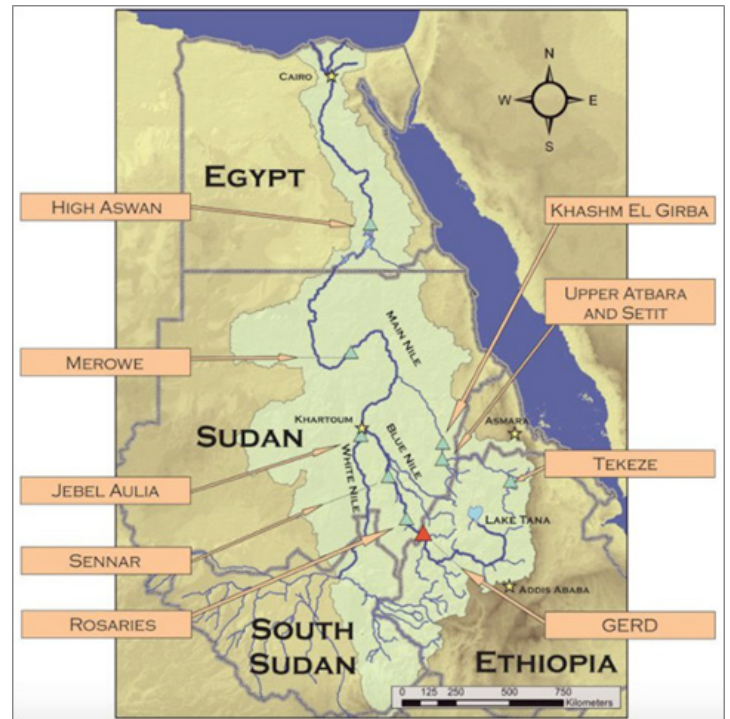 N
W E
S
CAIRO
EGYPT
HIGH ASWAN
KHASHM EL GIRBA
UPPER ATBARA
AND SETIT
MAIN NILE
MEROWE
KHARTOUM
ASMARA
SUDAN
BLUE NILE
WHITE NILE
TEKEZE
JEBEL AULIA
LAKE TANA
SENNAR
ADDIS ABABA
ROSARIES
GERD
SOUTH
SUDAN
ETHIOPIA
0 125 250 500 750
Kilometers